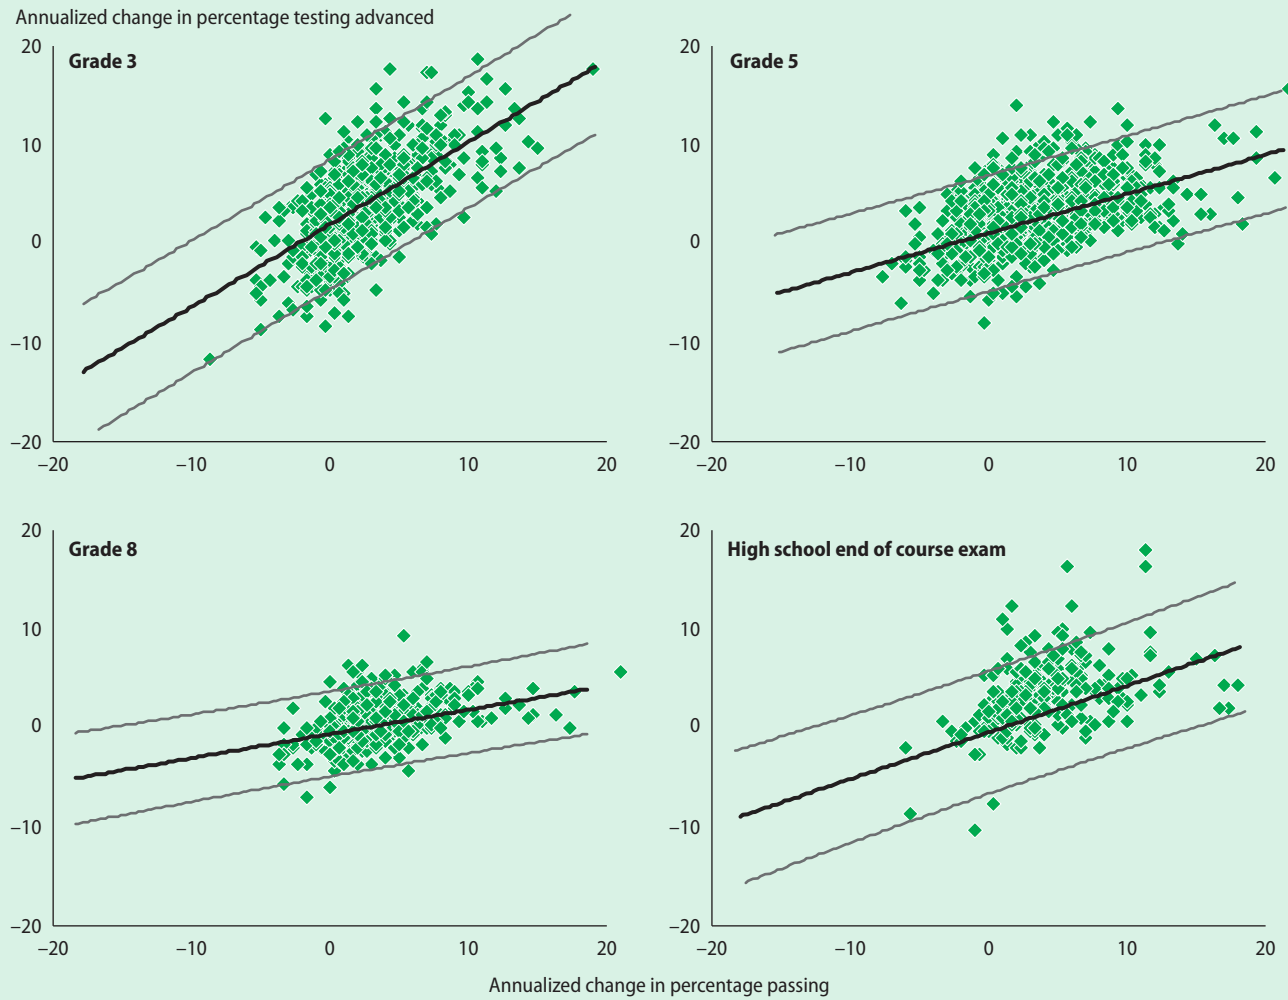 Annualized change in percentage testing advanced
20
Grade 3
10
0
−10
−20
−20 −10 0 10 20
20
Grade 5
10
0
−10
−20
−20 −10 0 10 20
20
Grade 8
10
0
−10
−20
−20 −10 0 10 20
20
High school end of course exam
10
0
−10
−20
−20 −10 0 10 20
Annualized change in percentage passing